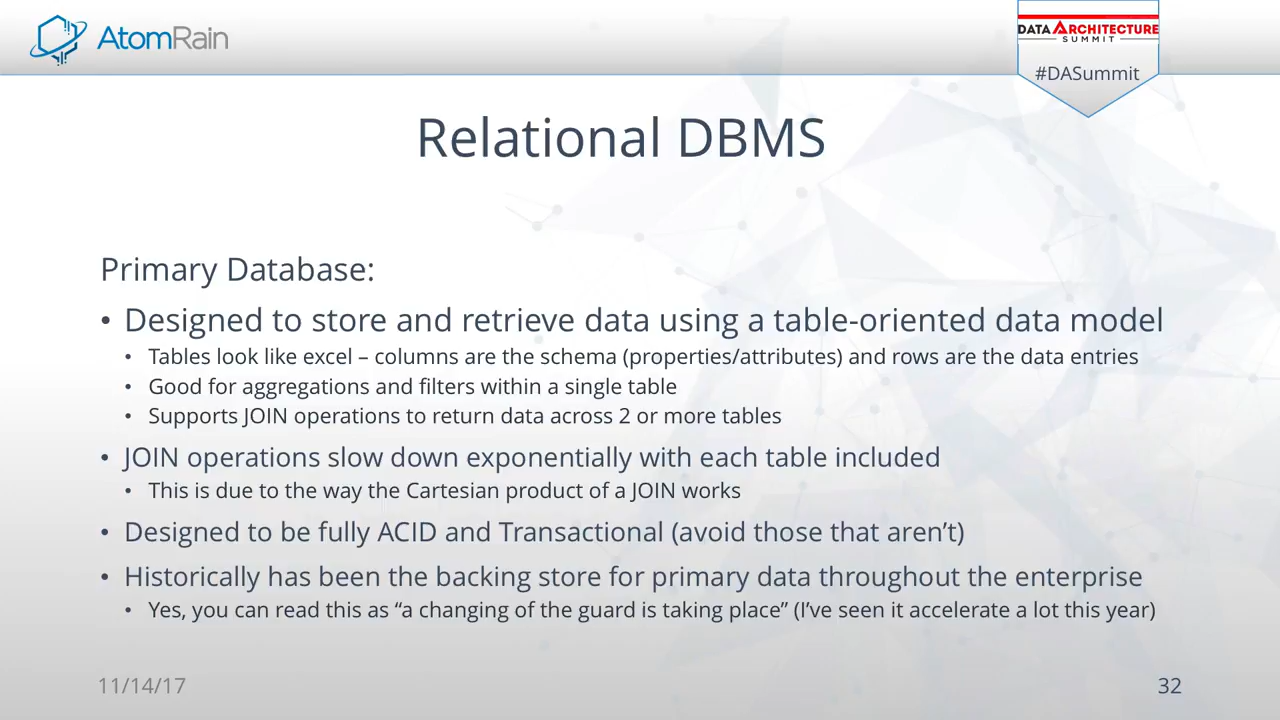 AtomRain
DATA ARCHITECTURE
SUMMIT
#DASummit
Relational DBMS
Primary Database:
• Designed to store and retrieve data using a table-oriented data model
• Tables look like excel – columns are the schema (properties/attributes) and rows are the data entries
• Good for aggregations and filters within a single table
• Supports JOIN operations to return data across 2 or more tables
• JOIN operations slow down exponentially with each table included
• This is due to the way the Cartesian product of a JOIN works
• Designed to be fully ACID and Transactional (avoid those that aren’t)
• Historically has been the backing store for primary data throughout the enterprise
• Yes, you can read this as “a changing of the guard is taking place” (I’ve seen it accelerate a lot this year)
11/14/17
32